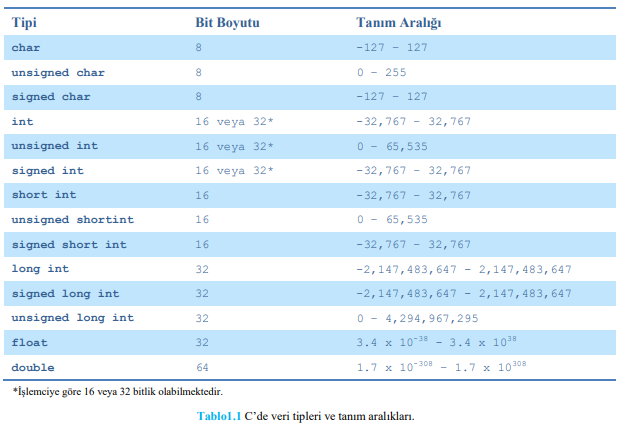 Tipi Bit Boyutu Tanım Aralığı
char 8 -127 – 127
unsigned char 8 0 – 255
signed char 8 -127 – 127
int 16 veya 32* -32,767 – 32,767
unsigned int 16 veya 32* 0 – 65,535
signed int 16 veya 32* -32,767 – 32,767
short int 16 -32,767 – 32,767
unsigned shortint 16 0 – 65,535
signed short int 16 -32,767 – 32,767
long int 32 -2,147,483,647 – 2,147,483,647
signed long int 32 -2,147,483,647 – 2,147,483,647
unsigned long int 32 0 – 4,294,967,295
float 32 3.4 x 10⁻³⁸ – 3.4 x 10³⁸
double 64 1.7 x 10⁻³⁰⁸ – 1.7 x 10³⁰⁸
*İşlemciye göre 16 veya 32 bitlik olabilmektedir.
Tablo1.1 C’de veri tipleri ve tanım aralıkları.